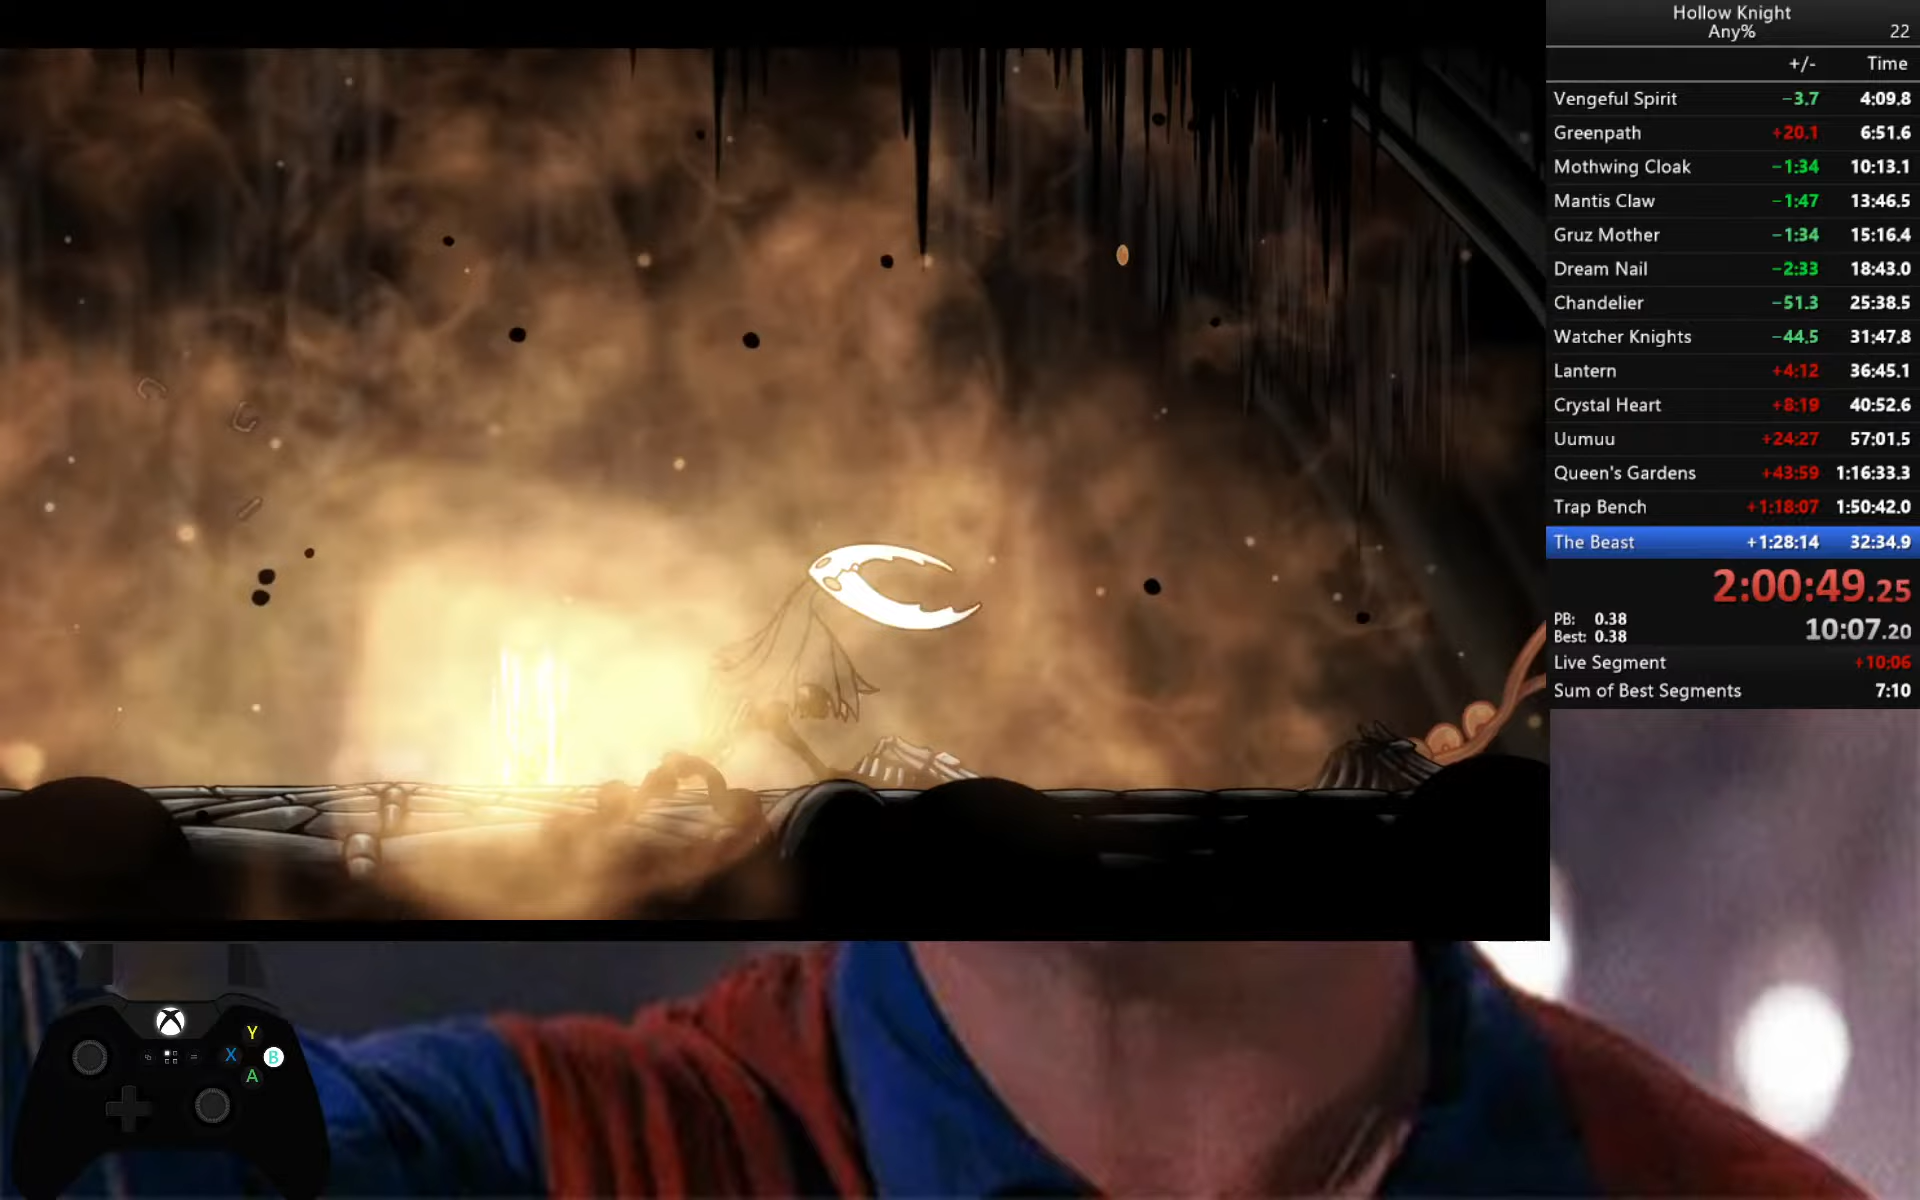 Hollow Knight
Any% 22
+/- Time
Vengeful Spirit −3.7 4:09.8
Greenpath +20.1 6:51.6
Mothwing Cloak −1:34 10:13.1
Mantis Claw −1:47 13:46.5
Gruz Mother −1:34 15:16.4
Dream Nail −2:33 18:43.0
Chandelier −51.3 25:38.5
Watcher Knights −44.5 31:47.8
Lantern +4:12 36:45.1
Crystal Heart +8:19 40:52.6
Uumuu +24:27 57:01.5
Queen's Gardens +43:59 1:16:33.3
Trap Bench +1:18:07 1:50:42.0
The Beast +1:28:14 32:34.9
2:00:49.25
PB: 0.38
Best: 0.38 10:07.20
Live Segment +10:06
Sum of Best Segments 7:10
Y
X B
A